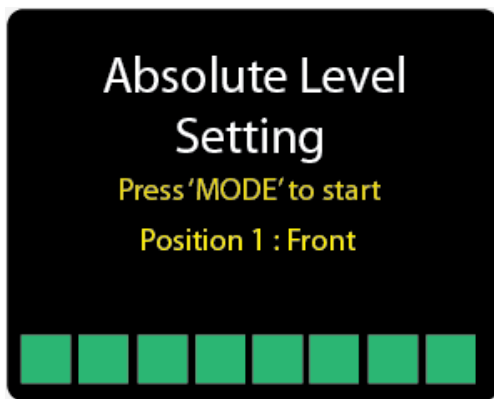 Absolute Level
Setting
Press 'MODE' to start
Position 1 : Front